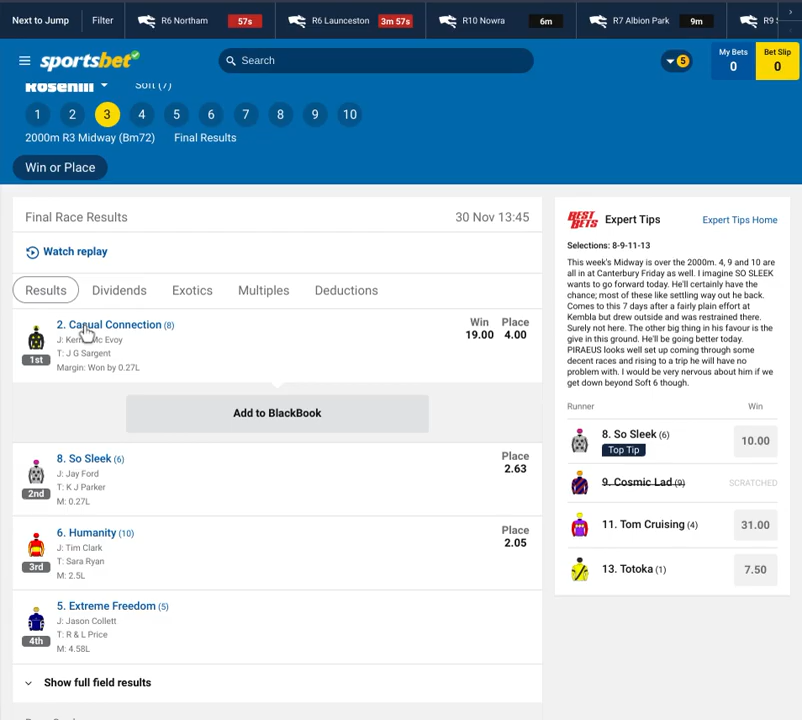 Next to Jump
Filter
R6 Northam
57s
R6 Launceston
3m 57s
R10 Nowra
6m
R7 Albion Park
9m
sportsbet
Search
5
My Bets
0
Bet Slip
0
Rosehill
Soft (7)
1 2 3 4 5 6 7 8 9 10
2000m R3 Midway (Bm72)
Final Results
Win or Place
Final Race Results
30 Nov 13:45
Watch replay
Results
Dividends
Exotics
Multiples
Deductions
2. Casual Connection (8)
J: Kerrin Mc Evoy
T: J G Sargent
Margin: Won by 0.27L
1st
Win
19.00
Place
4.00
Add to BlackBook
8. So Sleek (6)
J: Jay Ford
T: K J Parker
M: 0.27L
2nd
Place
2.63
6. Humanity (10)
J: Tim Clark
T: Sara Ryan
M: 2.5L
3rd
Place
2.05
5. Extreme Freedom (5)
J: Jason Collett
T: R & L Price
M: 4.58L
4th
Show full field results
BEST BETS
Expert Tips
Expert Tips Home
Selections: 8-9-11-13
This week's Midway is over the 2000m. 4, 9 and 10 are
all in at Canterbury Friday as well. I imagine SO SLEEK
wants to go forward today. He'll certainly have the
chance; most of these like settling way out he back.
Comes to this 7 days after a fairly plain effort at
Kembla but drew outside and was restrained there.
Surely not here. The other big thing in his favour is the
give in this ground. He'll be going better today.
PIRAEUS looks well set up coming through some
decent races and rising to a trip he will have no
problem with. I would be very nervous about him if we
get down beyond Soft 6 though.
Runner
Win
8. So Sleek (6)
Top Tip
10.00
9. Cosmic Lad (9)
SCRATCHED
11. Tom Cruising (4)
31.00
13. Totoka (1)
7.50